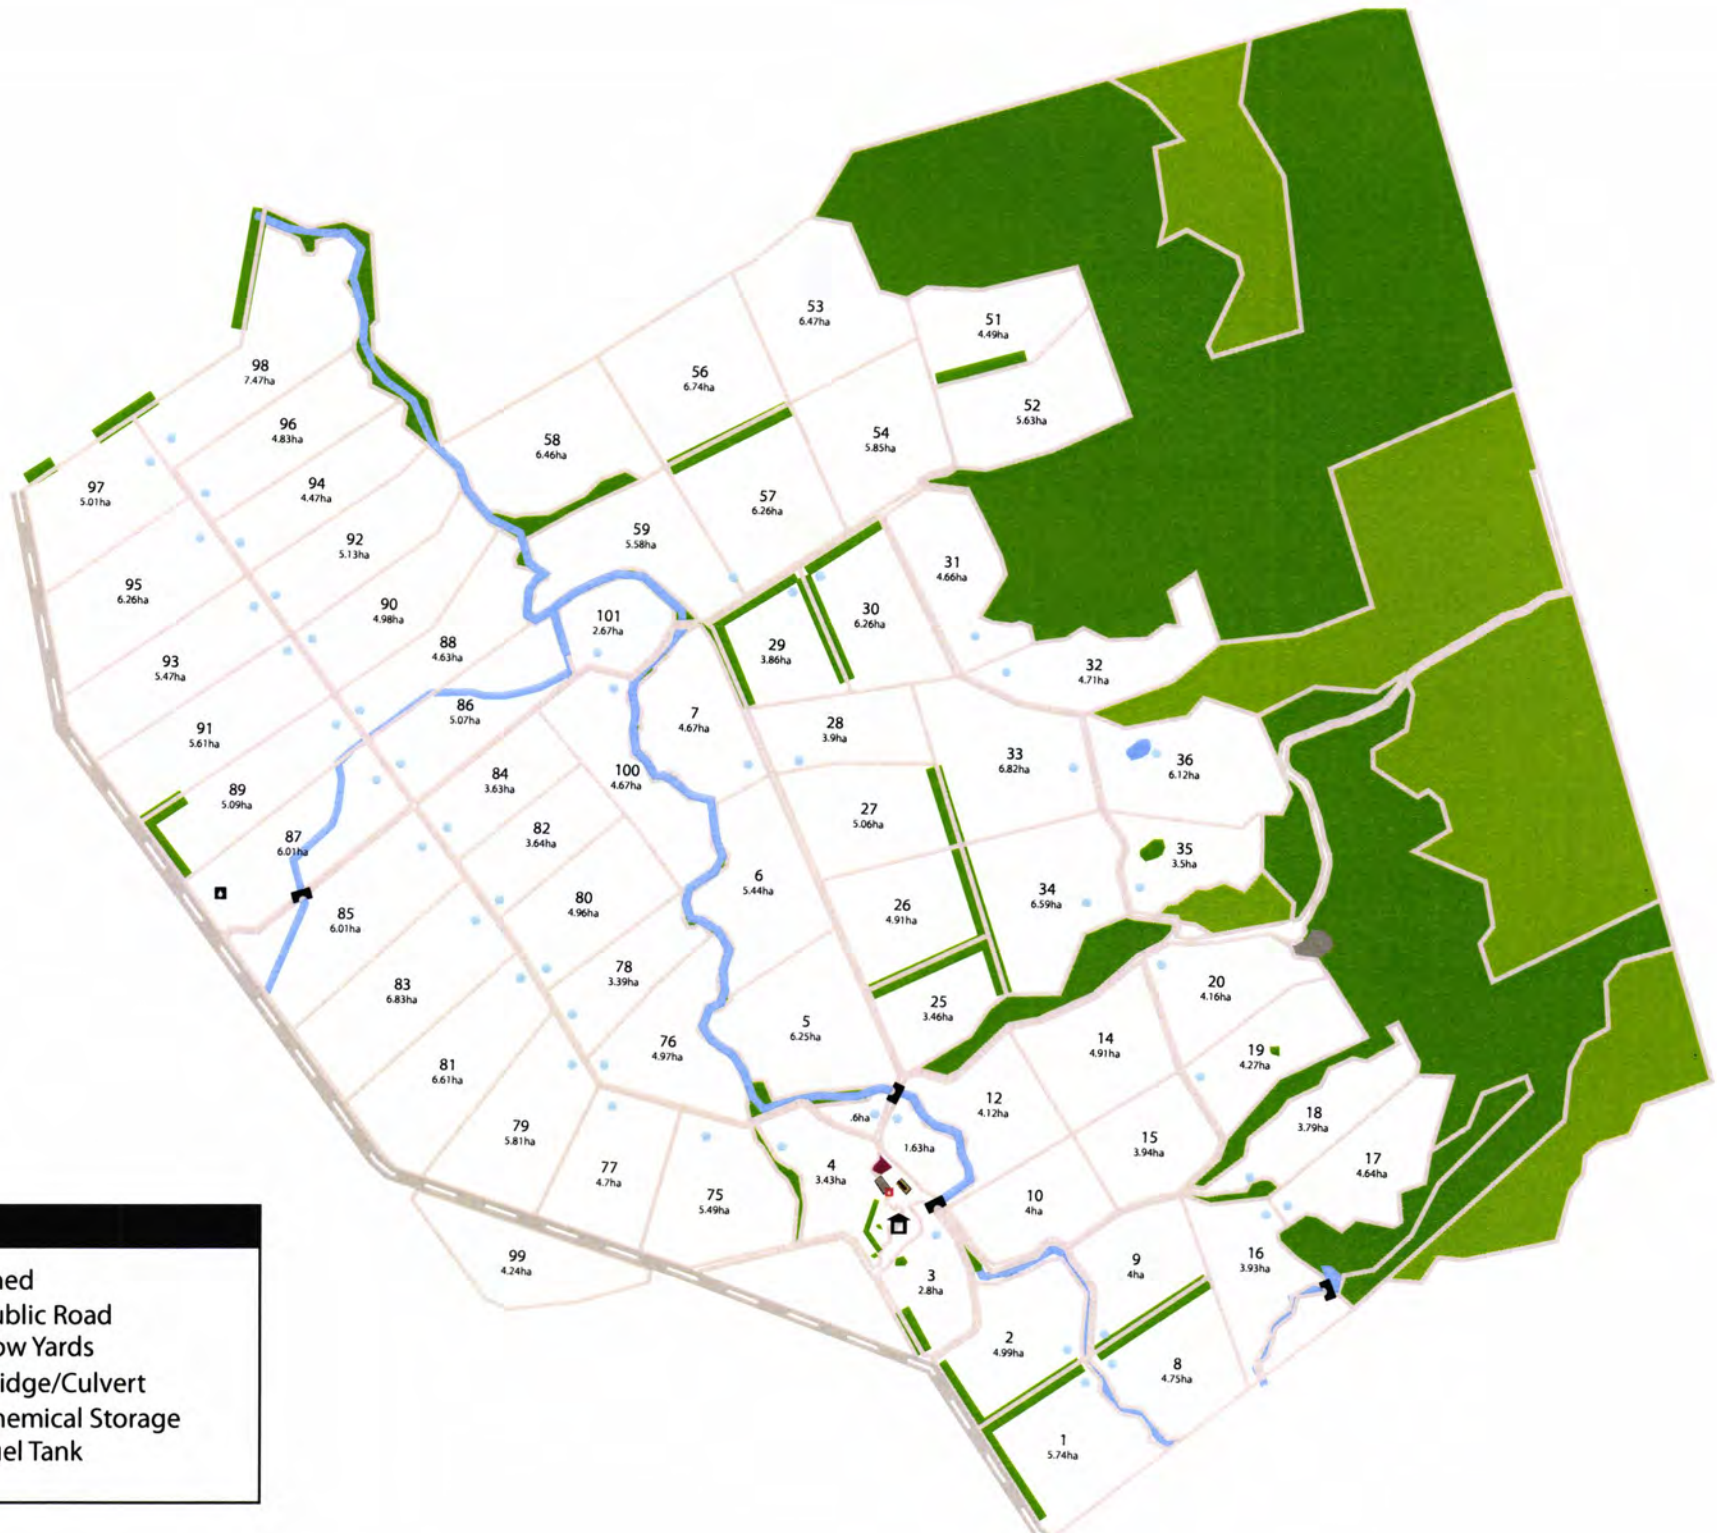 53
6.47ha
51
4.49ha
98
7.47ha
56
6.74ha
52
5.63ha
96
4.83ha
58
6.46ha
54
5.85ha
97
5.01ha
94
4.47ha
57
6.26ha
92
5.13ha
59
5.58ha
31
4.66ha
95
6.26ha
90
4.98ha
101
2.67ha
30
6.26ha
88
4.63ha
29
3.86ha
93
5.47ha
32
4.71ha
86
5.07ha
7
4.67ha
28
3.9ha
91
5.61ha
33
6.82ha
36
6.12ha
84
3.63ha
100
4.67ha
89
5.09ha
27
5.06ha
82
3.64ha
87
6.01ha
35
3.5ha
6
5.44ha
34
6.59ha
80
4.96ha
26
4.91ha
85
6.01ha
78
3.39ha
83
6.83ha
20
4.16ha
25
3.46ha
5
6.25ha
76
4.97ha
14
4.91ha
19
4.27ha
81
6.61ha
12
4.12ha
.6ha
18
3.79ha
79
5.81ha
15
3.94ha
1.63ha
77
4.7ha
4
3.43ha
17
4.64ha
75
5.49ha
10
4ha
99
4.24ha
9
4ha
16
3.93ha
3
2.8ha
2
4.99ha
8
4.75ha
1
5.74ha
ned
ublic Road
ow Yards
idge/Culvert
hemical Storage
uel Tank